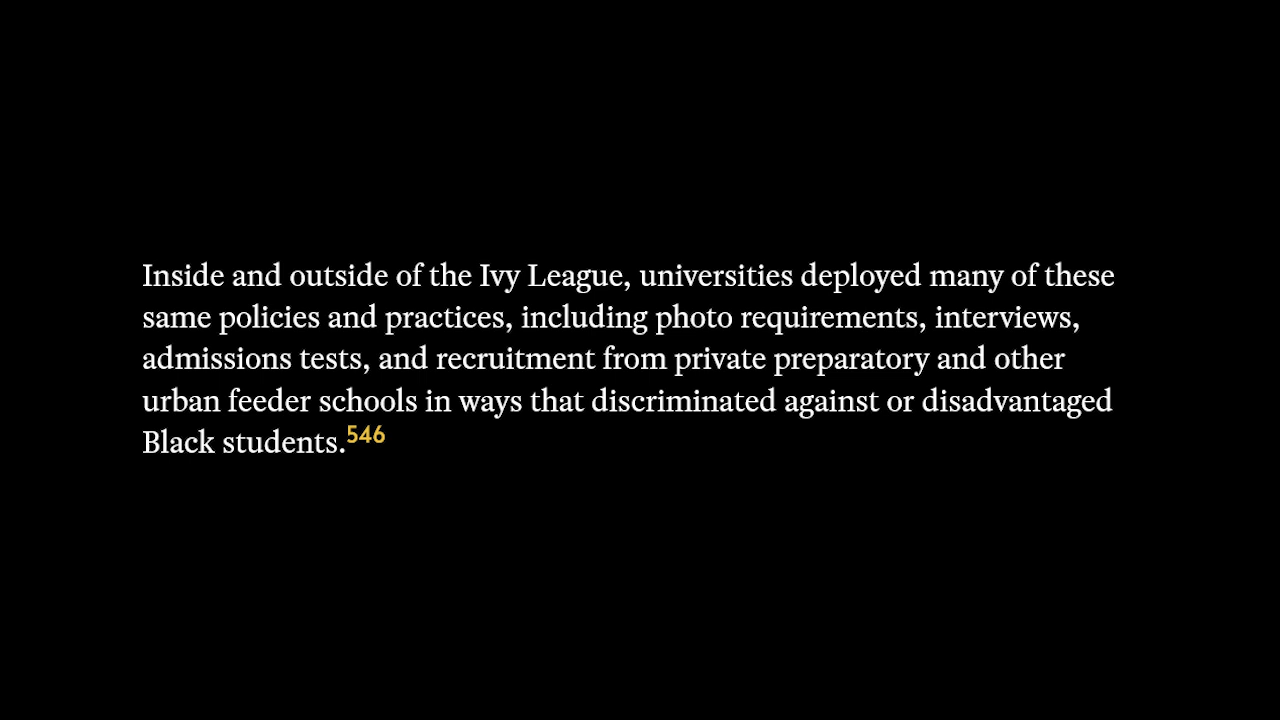 Inside and outside of the Ivy League, universities deployed many of these
same policies and practices, including photo requirements, interviews,
admissions tests, and recruitment from private preparatory and other
urban feeder schools in ways that discriminated against or disadvantaged
Black students.546